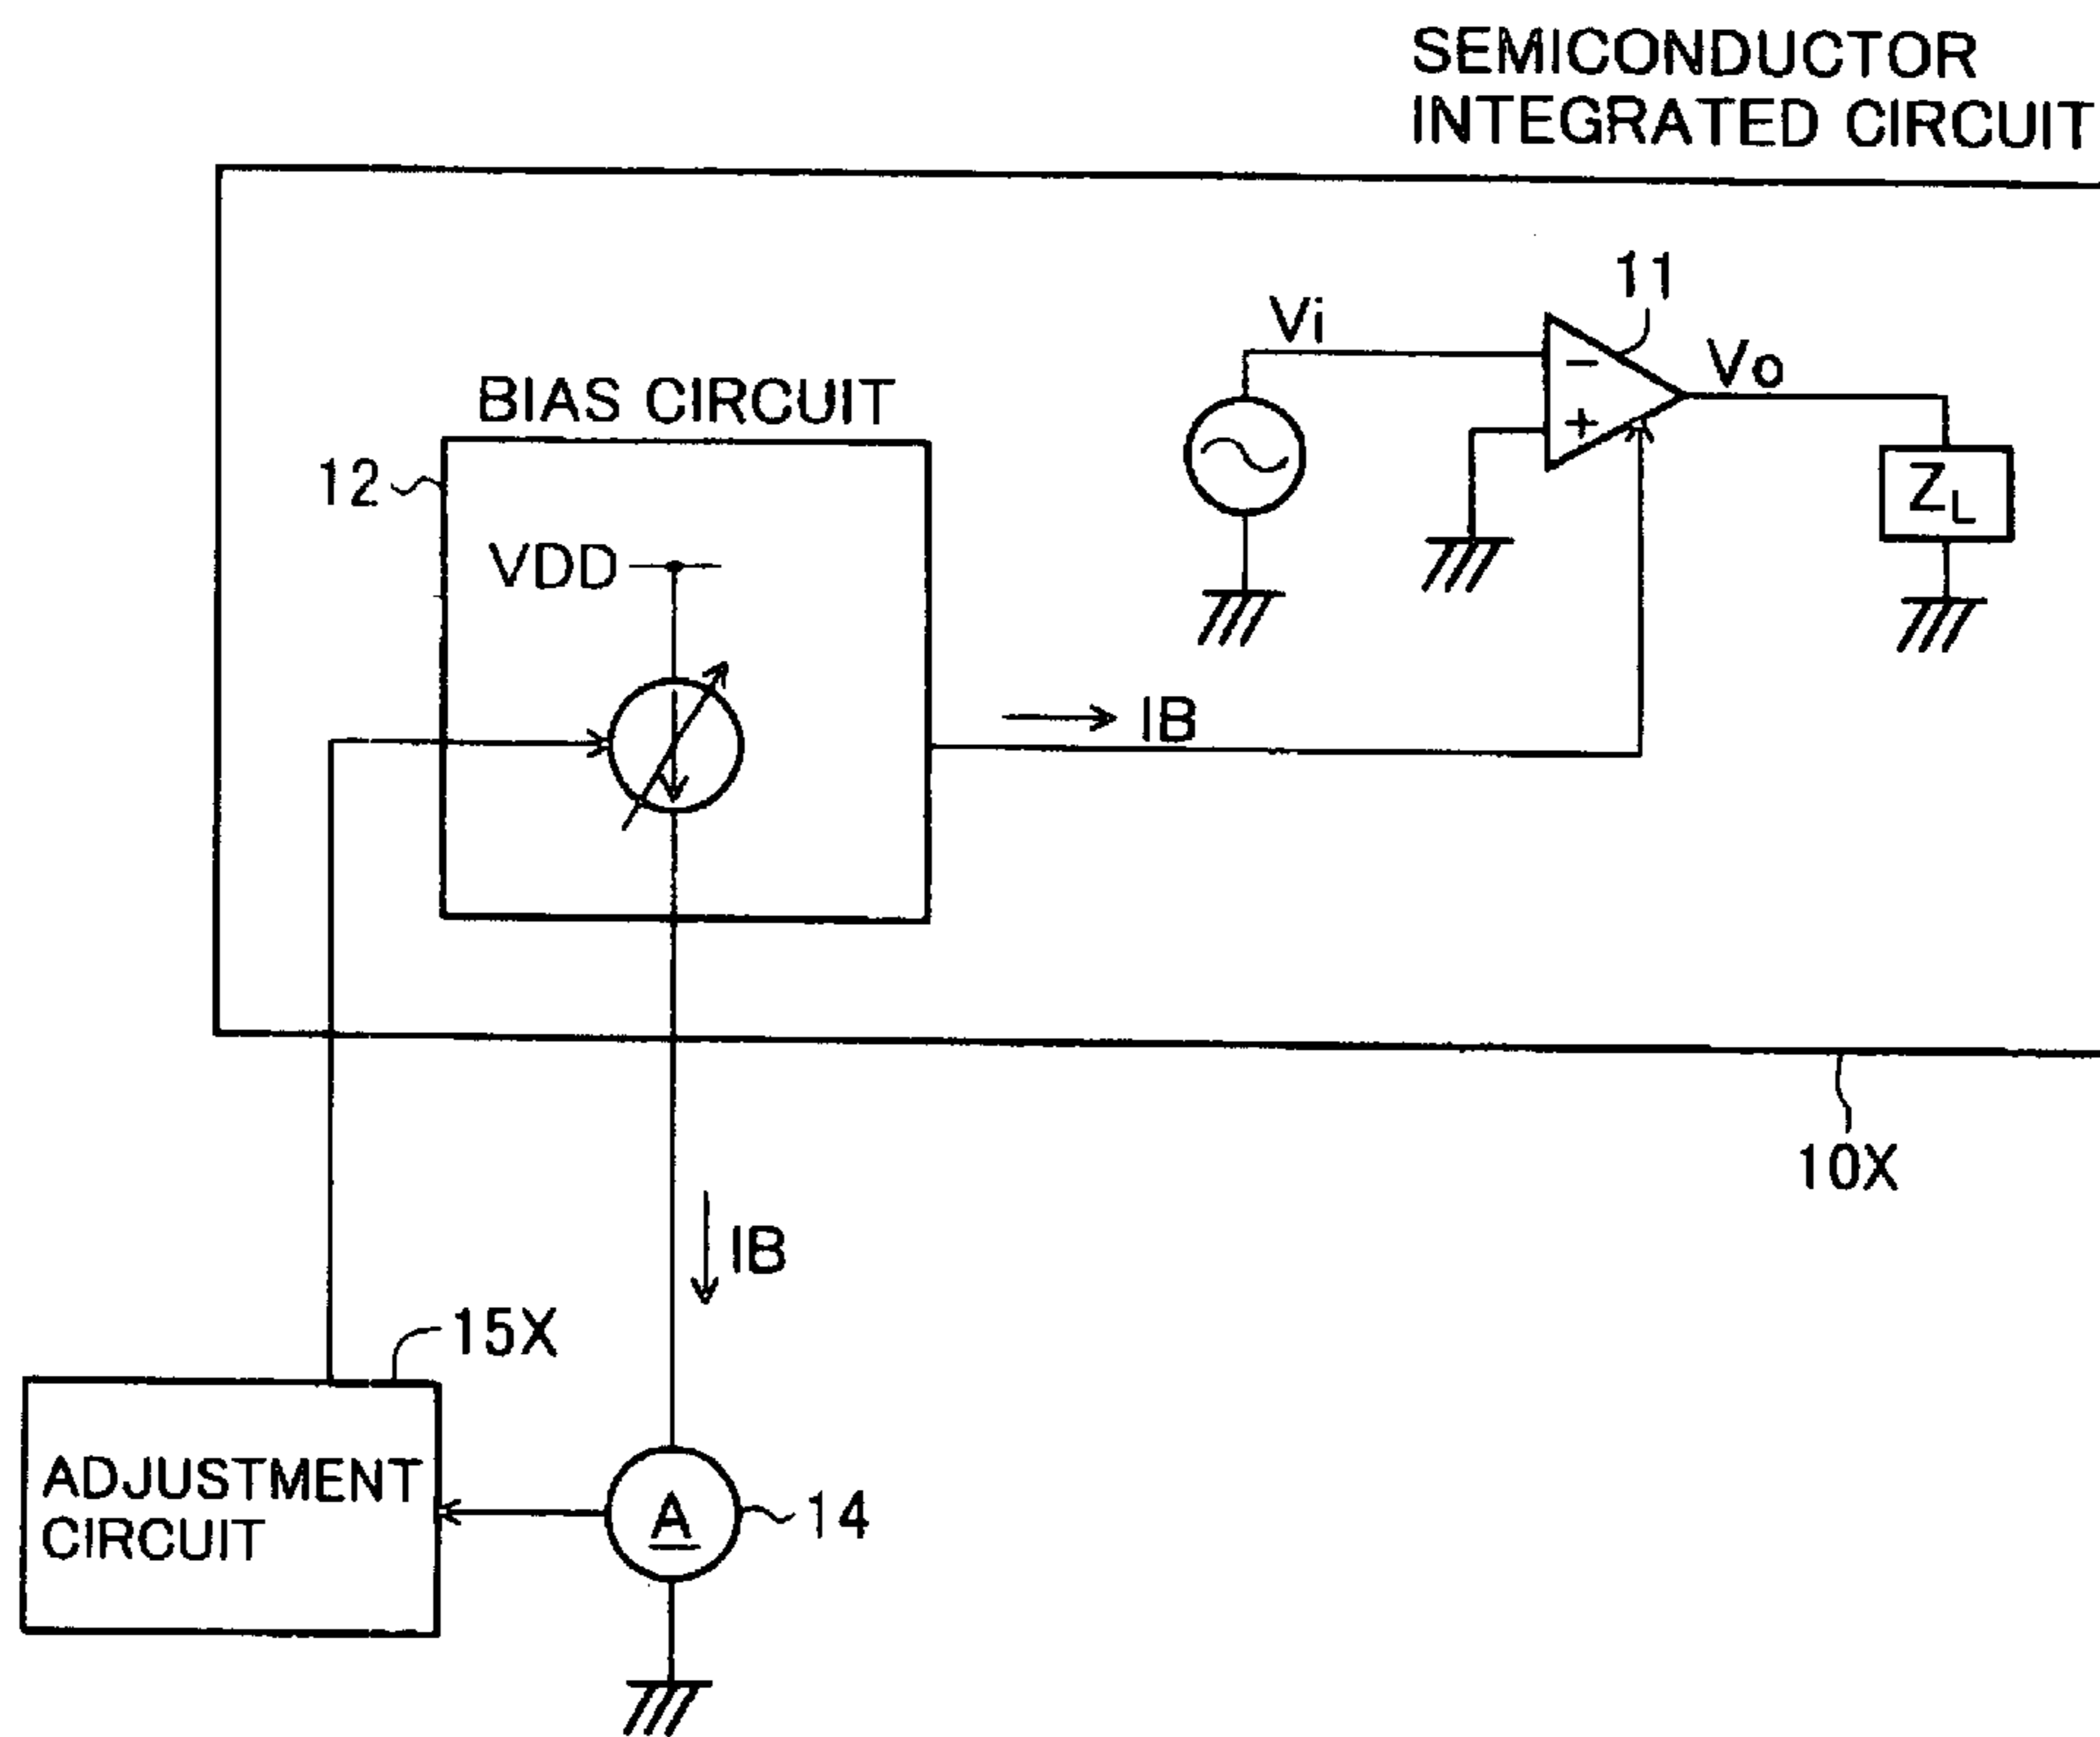 SEMICONDUCTOR
INTEGRATED CIRCUIT
11
Vi
Vo
−
+
BIAS CIRCUIT
12
ZL
VDD
IB
10X
IB
15X
ADJUSTMENT
CIRCUIT
A
14